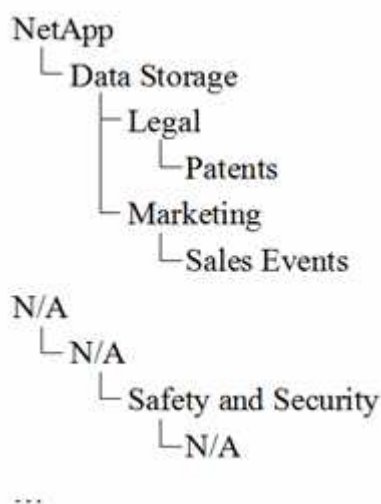 NetApp
Data Storage
Legal
Patents
Marketing
Sales Events
N/A
N/A
Safety and Security
N/A
...